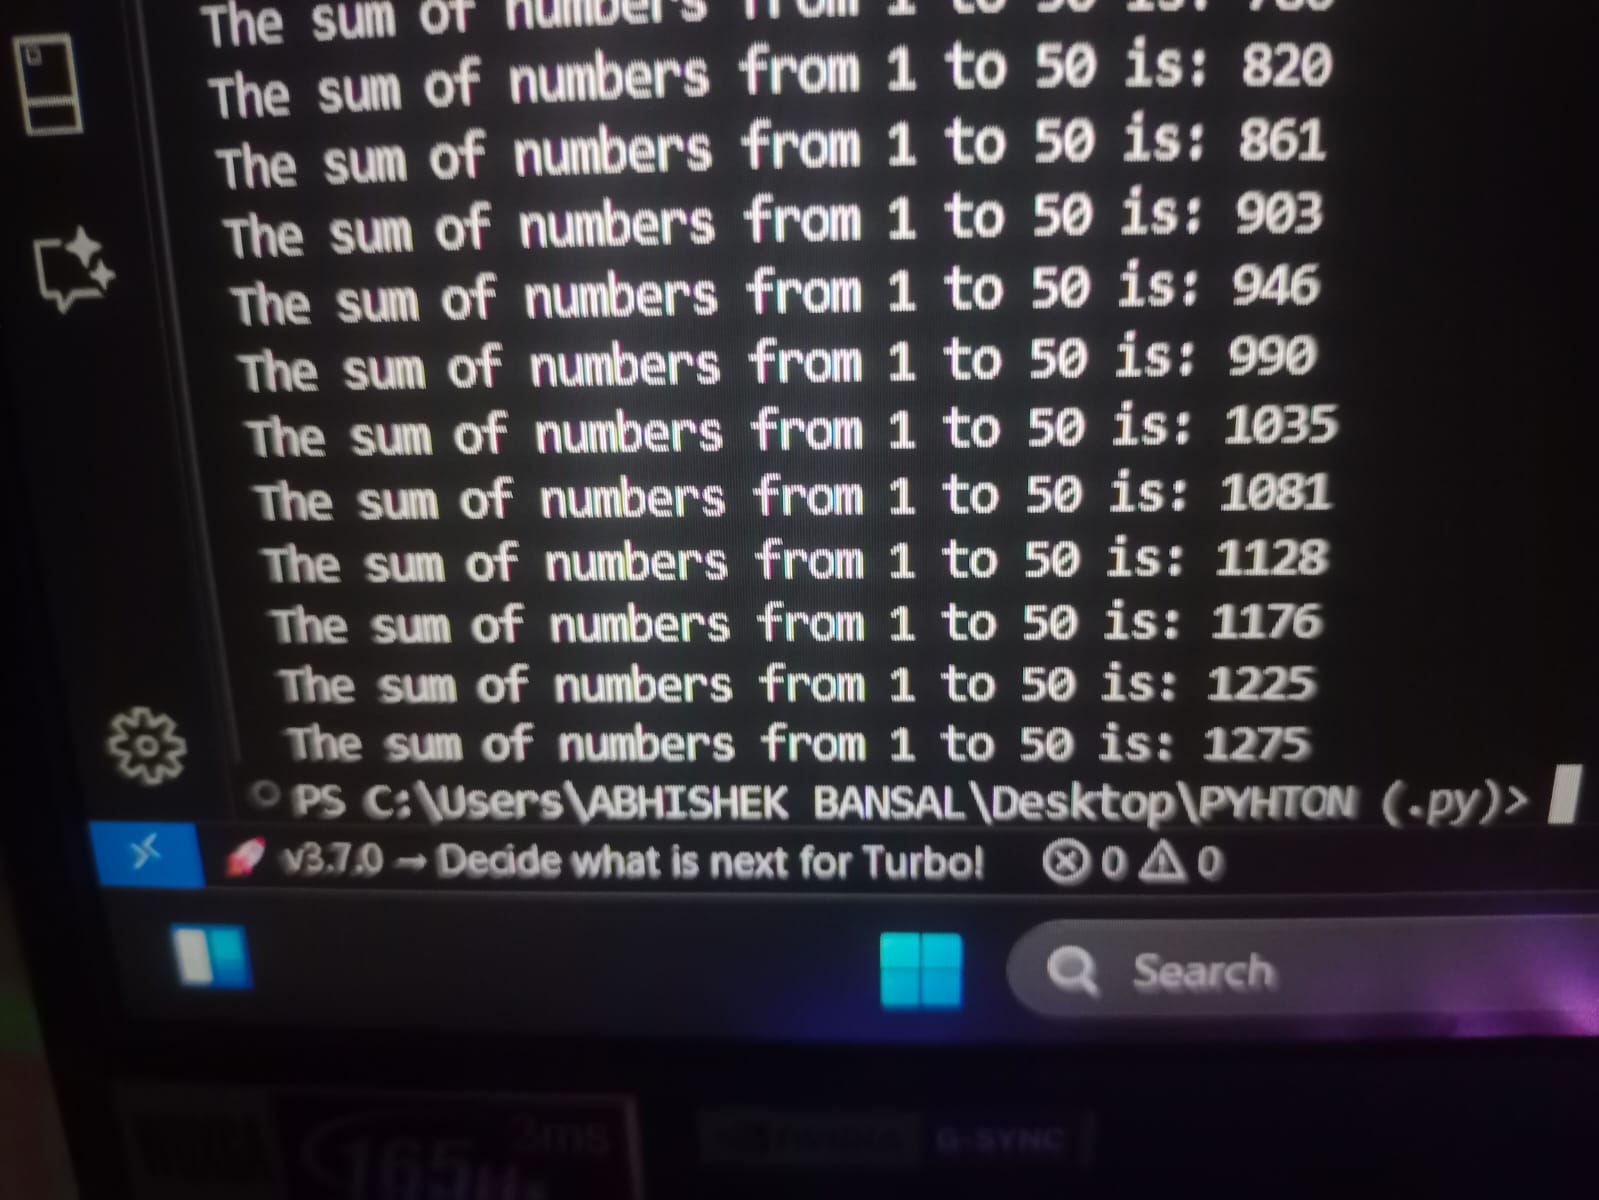 The sum of numbers from 1 to 50 is: 780
The sum of numbers from 1 to 50 is: 820
The sum of numbers from 1 to 50 is: 861
The sum of numbers from 1 to 50 is: 903
The sum of numbers from 1 to 50 is: 946
The sum of numbers from 1 to 50 is: 990
The sum of numbers from 1 to 50 is: 1035
The sum of numbers from 1 to 50 is: 1081
The sum of numbers from 1 to 50 is: 1128
The sum of numbers from 1 to 50 is: 1176
The sum of numbers from 1 to 50 is: 1225
The sum of numbers from 1 to 50 is: 1275
PS C:\Users\ABHISHEK BANSAL\Desktop\PYHTON (.py)>
v3.7.0 → Decide what is next for Turbo! 0 0
Search
3ms
165Hz
G-SYNC